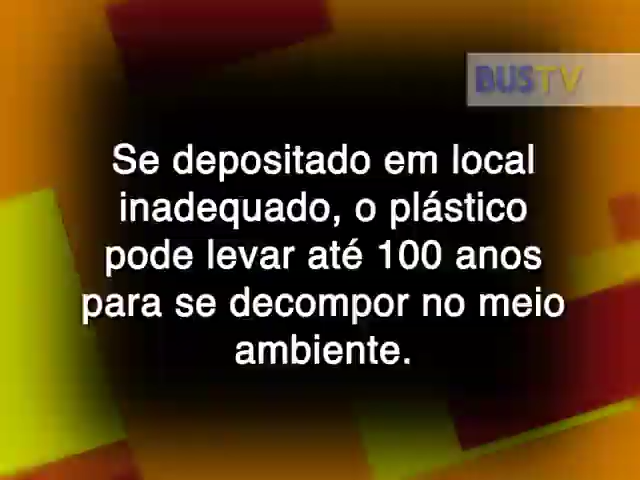 BUSTV
Se depositado em local
inadequado, o plástico
pode levar até 100 anos
para se decompor no meio
ambiente.